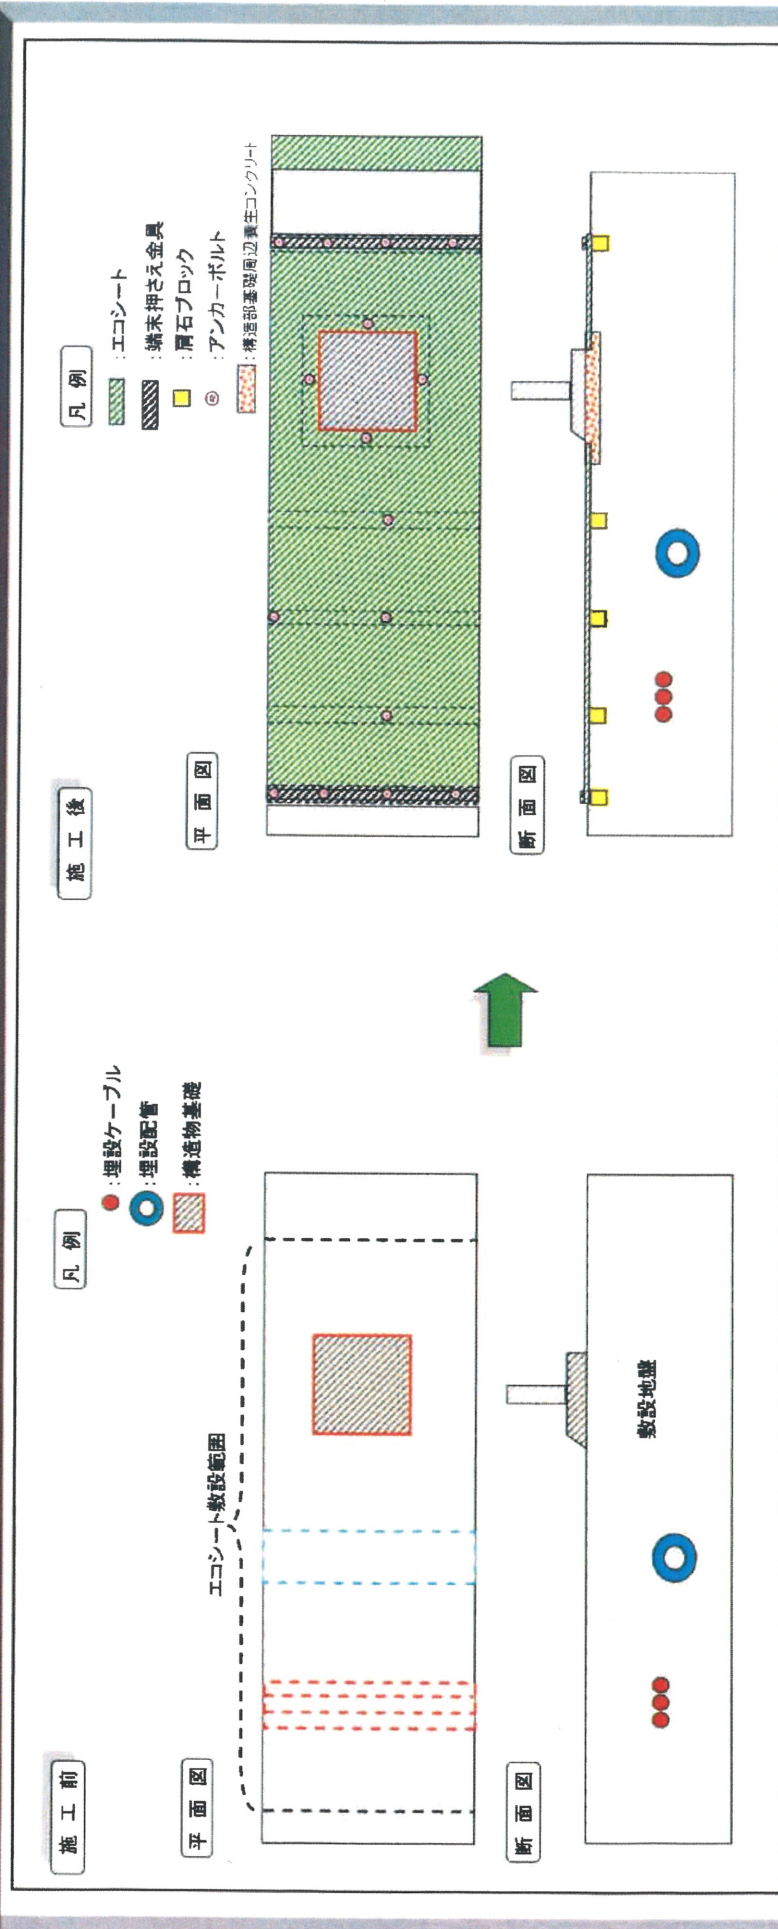 施工前
凡例
:埋設ケーブル
:埋設配管
:構造物基礎
平面図
エコシート敷設範囲
断面図
敷設地盤
施工後
凡例
:エコシート
:端末押さえ金具
:肩石ブロック
:アンカーボルト
:構造部基礎周辺養生コンクリート
平面図
断面図